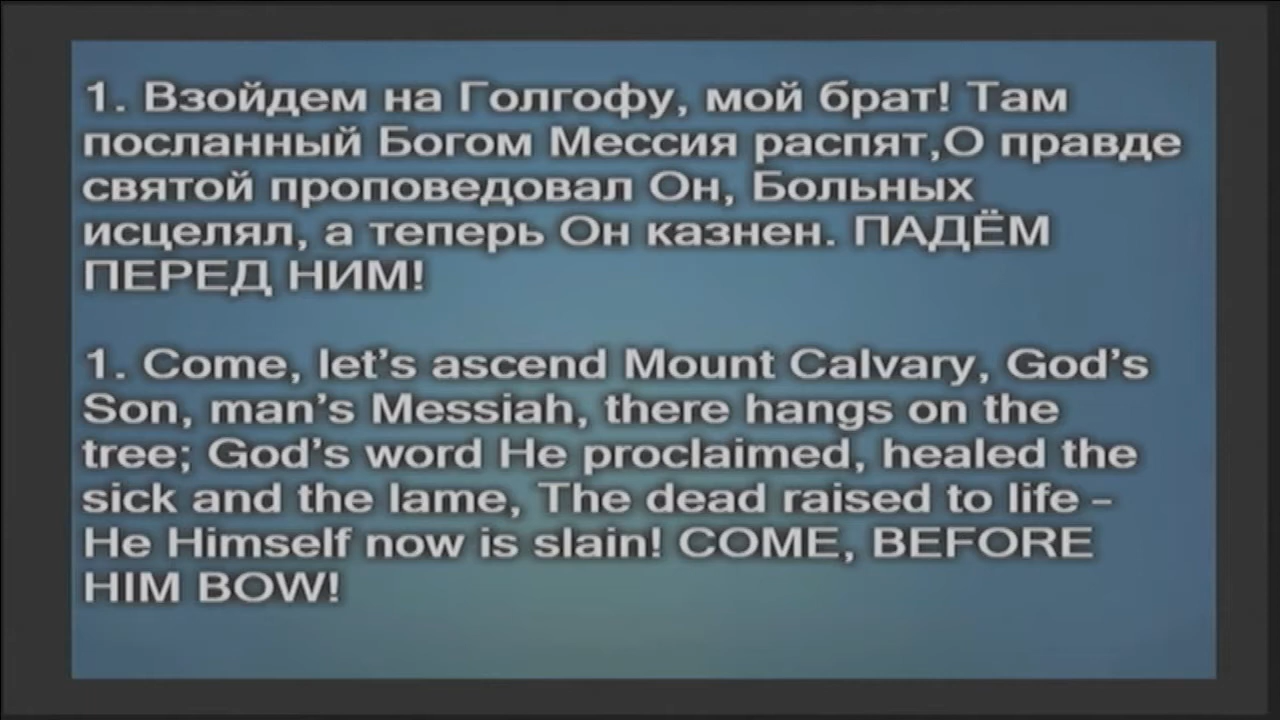 1. Взойдем на Голгофу, мой брат! Там
посланный Богом Мессия распят,О правде
святой проповедовал Он, Больных
исцелял, а теперь Он казнен. ПАДЁМ
ПЕРЕД НИМ!
1. Come, let’s ascend Mount Calvary, God’s
Son, man’s Messiah, there hangs on the
tree; God’s word He proclaimed, healed the
sick and the lame, The dead raised to life –
He Himself now is slain! COME, BEFORE
HIM BOW!